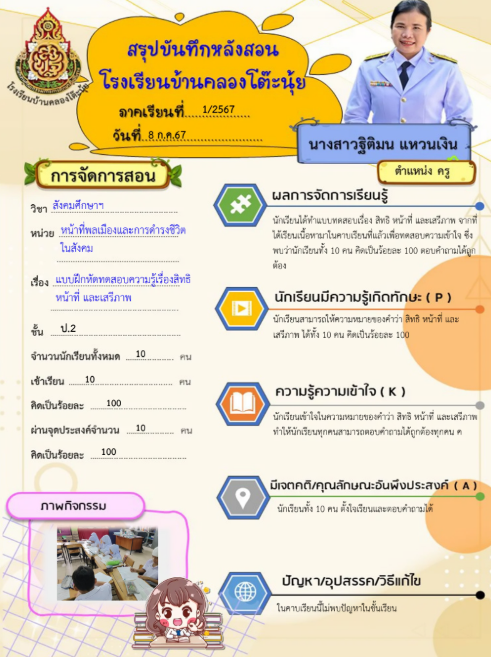 สรุปบันทึกหลังสอน
โรงเรียนบ้านคลองโต๊ะนุ้ย
ภาคเรียนที่ 1/2567
วันที่ 8 ก.ค.67
โรงเรียนบ้านคลองโต๊ะนุ้ย
นางสาวฐิติมน แหวนเงิน
ตำแหน่ง ครู
การจัดการสอน
วิชา สังคมศึกษาฯ
หน่วย หน้าที่พลเมืองและการดำรงชีวิต
ในสังคม
เรื่อง แบบฝึกหัดทดสอบความรู้เรื่องสิทธิ
หน้าที่ และเสรีภาพ
ชั้น ป.2
จำนวนนักเรียนทั้งหมด 10 คน
เข้าเรียน 10 คน
คิดเป็นร้อยละ 100
ผ่านจุดประสงค์จำนวน 10 คน
คิดเป็นร้อยละ 100
ภาพกิจกรรม
ผลการจัดการเรียนรู้
นักเรียนได้ทำแบบทดสอบเรื่อง สิทธิ หน้าที่ และเสรีภาพ จากที่
ได้เรียนเนื้อหามาในคาบเรียนที่แล้วเพื่อทดสอบความเข้าใจ ซึ่ง
พบว่านักเรียนทั้ง 10 คน คิดเป็นร้อยละ 100 ตอบคำถามได้ถูก
ต้อง
นักเรียนมีความรู้เกิดทักษะ ( P )
นักเรียนสามารถให้ความหมายของคำว่า สิทธิ หน้าที่ และ
เสรีภาพ ได้ทั้ง 10 คน คิดเป็นร้อยละ 100
ความรู้ความเข้าใจ ( K )
นักเรียนเข้าใจในความหมายของคำว่า สิทธิ หน้าที่ และเสรีภาพ
ทำให้นักเรียนทุกคนสามารถตอบคำถามได้ถูกต้องทุกคน ค
มีเจตคติ/คุณลักษณะอันพึงประสงค์ ( A )
นักเรียนทั้ง 10 คน ตั้งใจเรียนและตอบคำถามได้
ปัญหา/อุปสรรค/วิธีแก้ไข
ในคาบเรียนนี้ไม่พบปัญหาในชั้นเรียน